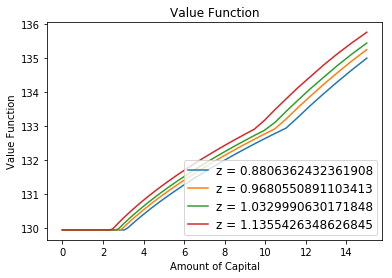 Value Function
136
135
134
133
132
131
130
Value Function
0
2
4
6
8
10
12
14
Amount of Capital
z = 0.8806362432361908
z = 0.9680550891103413
z = 1.0329990630171848
z = 1.1355426348626845